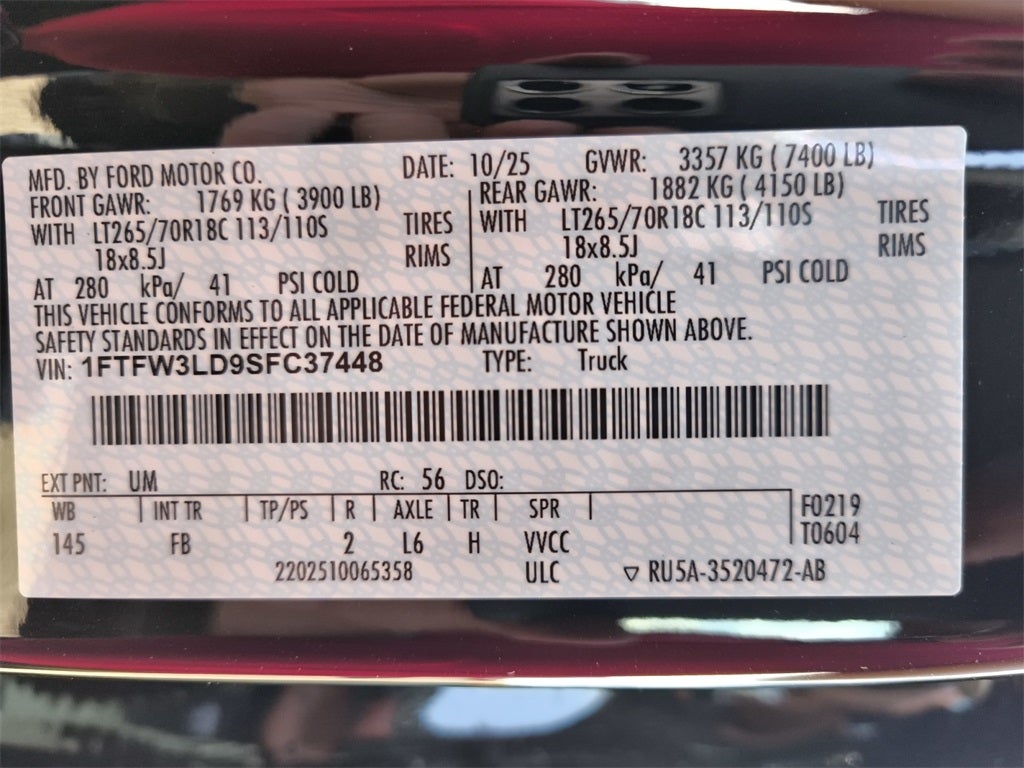 MFD. BY FORD MOTOR CO. DATE: 10/25 GVWR: 3357 KG ( 7400 LB)
FRONT GAWR: 1769 KG ( 3900 LB) REAR GAWR: 1882 KG ( 4150 LB)
WITH LT265/70R18C 113/110S TIRES WITH LT265/70R18C 113/110S TIRES
18x8.5J RIMS 18x8.5J RIMS
AT 280 kPa/ 41 PSI COLD AT 280 kPa/ 41 PSI COLD
THIS VEHICLE CONFORMS TO ALL APPLICABLE FEDERAL MOTOR VEHICLE
SAFETY STANDARDS IN EFFECT ON THE DATE OF MANUFACTURE SHOWN ABOVE.
VIN: 1FTFW3LD9SFC37448 TYPE: Truck
EXT PNT: UM RC: 56 DSO:
WB INT TR TP/PS R AXLE TR SPR F0219
145 FB 2 L6 H VVCC T0604
2202510065358 ULC ▽ RU5A-3520472-AB